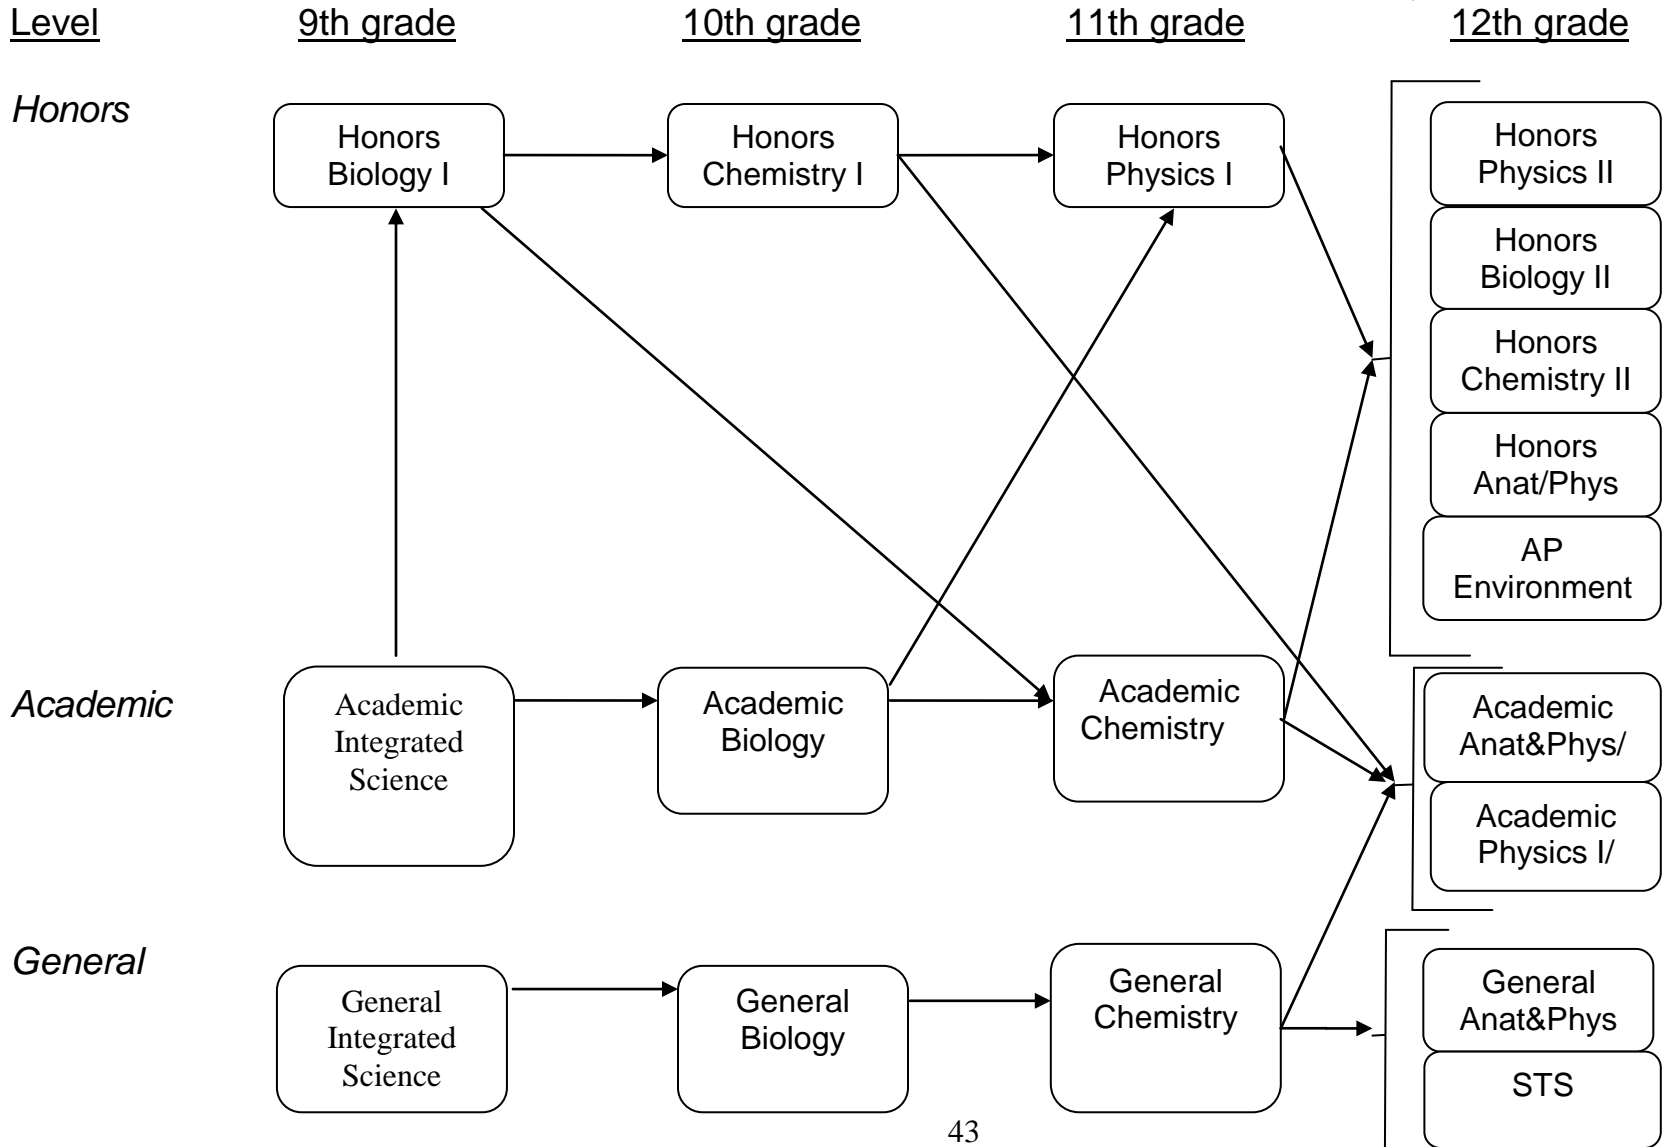 Level
9th grade
10th grade
11th grade
12th grade
Honors
Honors
Biology I
Honors
Chemistry I
Honors
Physics I
Honors
Physics II
Honors
Biology II
Honors
Chemistry II
Honors
Anat/Phys
AP
Environment
Academic
Academic
Integrated
Science
Academic
Biology
Academic
Chemistry
Academic
Anat&Phys/
Academic
Physics I/
General
General
Integrated
Science
General
Biology
General
Chemistry
General
Anat&Phys
STS
43